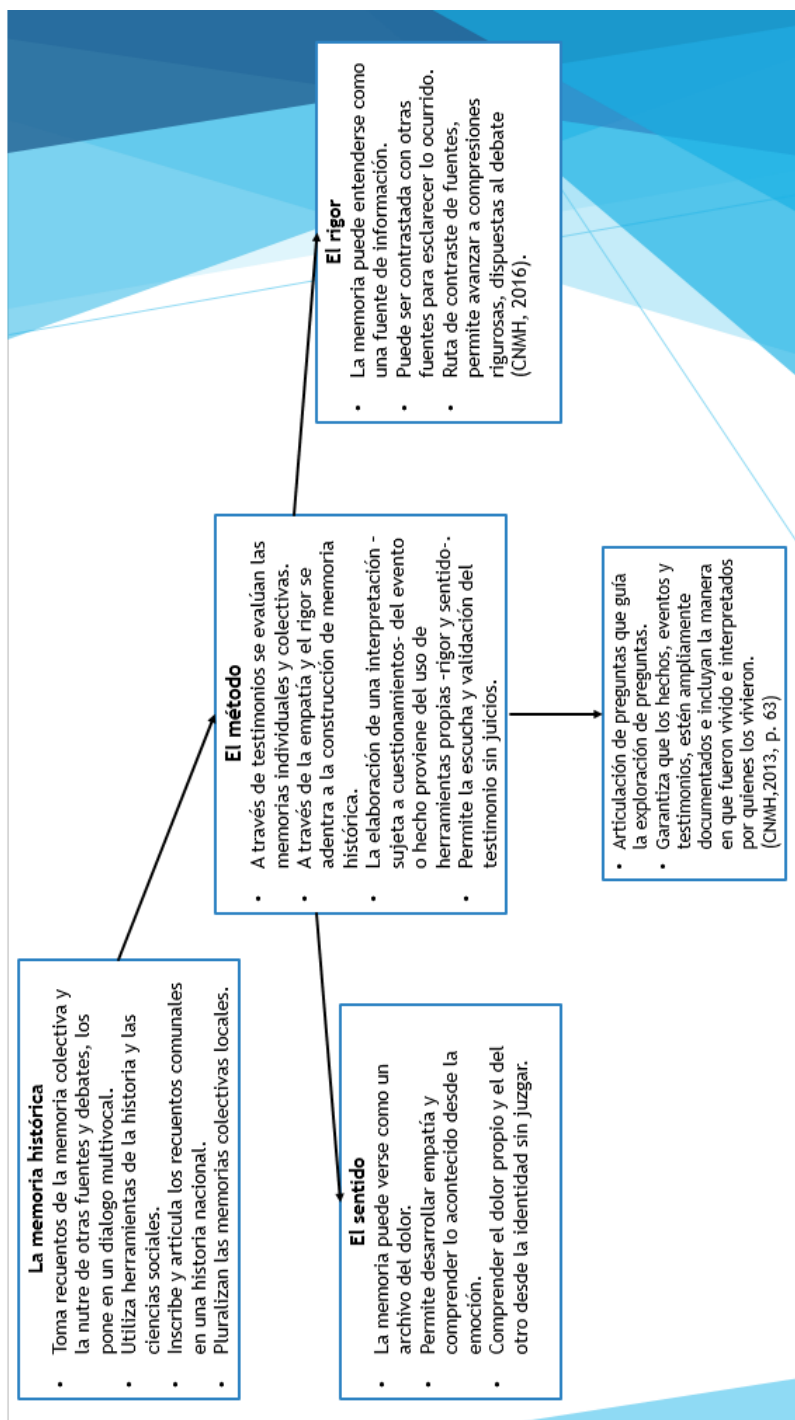 La memoria histórica
• Toma recuentos de la memoria colectiva y
la nutre de otras fuentes y debates, los
pone en un dialogo multivocal.
• Utiliza herramientas de la historia y las
ciencias sociales.
• Inscribe y articula los recuentos comunales
en una historia nacional.
• Pluralizan las memorias colectivas locales.
El método
• A través de testimonios se evalúan las
memorias individuales y colectivas.
• A través de la empatía y el rigor se
adentra a la construcción de memoria
histórica.
• La elaboración de una interpretación -
sujeta a cuestionamientos- del evento
o hecho proviene del uso de
herramientas propias -rigor y sentido-.
• Permite la escucha y validación del
testimonio sin juicios.
El rigor
• La memoria puede entenderse como
una fuente de información.
• Puede ser contrastada con otras
fuentes para esclarecer lo ocurrido.
• Ruta de contraste de fuentes,
permite avanzar a compresiones
rigurosas, dispuestas al debate
(CNMH, 2016).
El sentido
• La memoria puede verse como un
archivo del dolor.
• Permite desarrollar empatía y
comprender lo acontecido desde la
emoción.
• Comprender el dolor propio y el del
otro desde la identidad sin juzgar.
• Articulación de preguntas que guía
la exploración de preguntas.
• Garantiza que los hechos, eventos y
testimonios, estén ampliamente
documentados e incluyan la manera
en que fueron vivido e interpretados
por quienes los vivieron.
(CNMH,2013, p. 63)